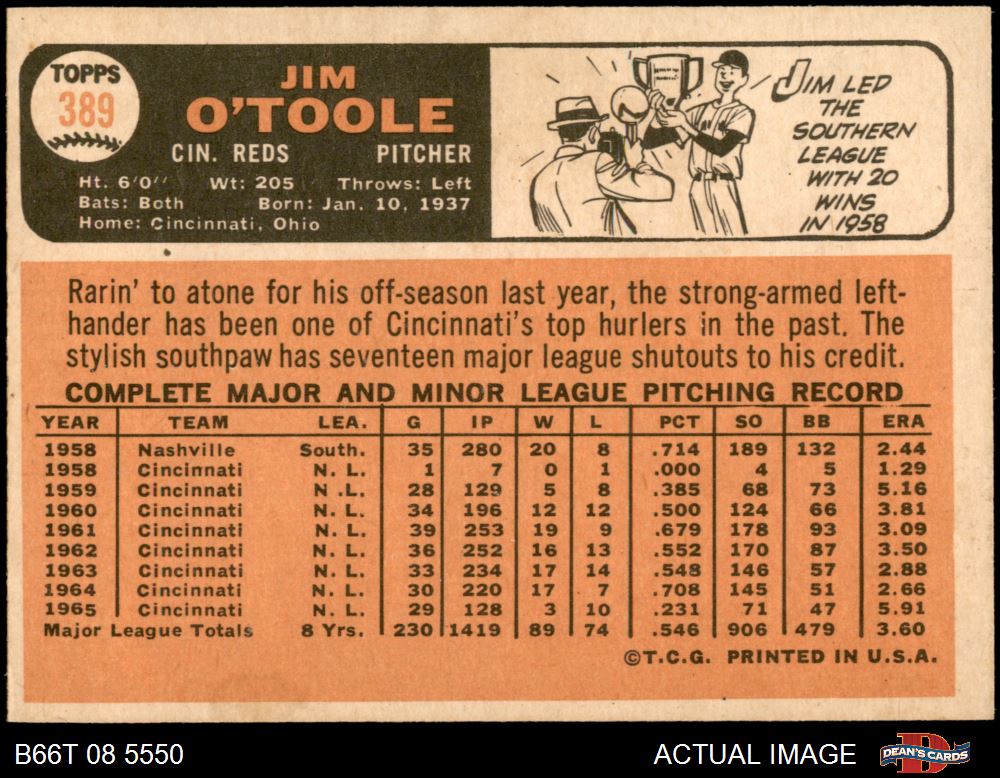 TOPPS
389
JIM
O'TOOLE
CIN. REDS PITCHER
Ht. 6'0" Wt: 205 Throws: Left
Bats: Both Born: Jan. 10, 1937
Home: Cincinnati, Ohio
JIM LED
THE
SOUTHERN
LEAGUE
WITH 20
WINS
IN 1958
Rarin' to atone for his off-season last year, the strong-armed left-
hander has been one of Cincinnati's top hurlers in the past. The
stylish southpaw has seventeen major league shutouts to his credit.
COMPLETE MAJOR AND MINOR LEAGUE PITCHING RECORD
YEAR TEAM LEA. G IP W L PCT SO BB ERA
1958 Nashville South. 35 280 20 8 .714 189 132 2.44
1958 Cincinnati N. L. 1 7 0 1 .000 4 5 1.29
1959 Cincinnati N .L. 28 129 5 8 .385 68 73 5.16
1960 Cincinnati N. L. 34 196 12 12 .500 124 66 3.81
1961 Cincinnati N. L. 39 253 19 9 .679 178 93 3.09
1962 Cincinnati N. L. 36 252 16 13 .552 170 87 3.50
1963 Cincinnati N. L. 33 234 17 14 .548 146 57 2.88
1964 Cincinnati N. L. 30 220 17 7 .708 145 51 2.66
1965 Cincinnati N. L. 29 128 3 10 .231 71 47 5.91
Major League Totals 8 Yrs. 230 1419 89 74 .546 906 479 3.60
©T.C.G. PRINTED IN U.S.A.
B66T 08 5550 ACTUAL IMAGE DEAN'S CARDS